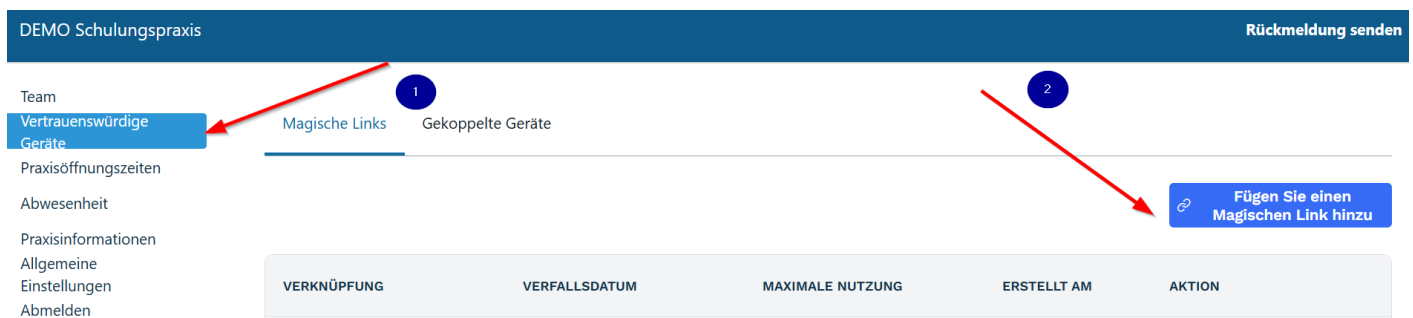 DEMO Schulungspraxis
Rückmeldung senden
Team
Vertrauenswürdige
Geräte
Praxisöffnungszeiten
Abwesenheit
Praxisinformationen
Allgemeine
Einstellungen
Abmelden
1
2
Magische Links
Gekoppelte Geräte
Fügen Sie einen
Magischen Link hinzu
VERKNÜPFUNG
VERFALLSDATUM
MAXIMALE NUTZUNG
ERSTELLT AM
AKTION